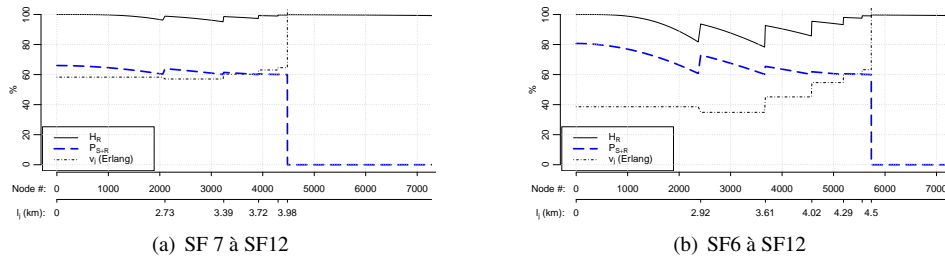 100
80
60
40
20
0
%
H_R
P_{S+R}
v_j (Erlang)
Node #: 0 1000 2000 3000 4000 5000 6000 7000
l_j (km): 0 2.73 3.39 3.72 3.98
(a) SF 7 à SF12
100
80
60
40
20
0
%
H_R
P_{S+R}
v_j (Erlang)
Node #: 0 1000 2000 3000 4000 5000 6000 7000
l_j (km): 0 2.92 3.61 4.02 4.29 4.5
(b) SF6 à SF12